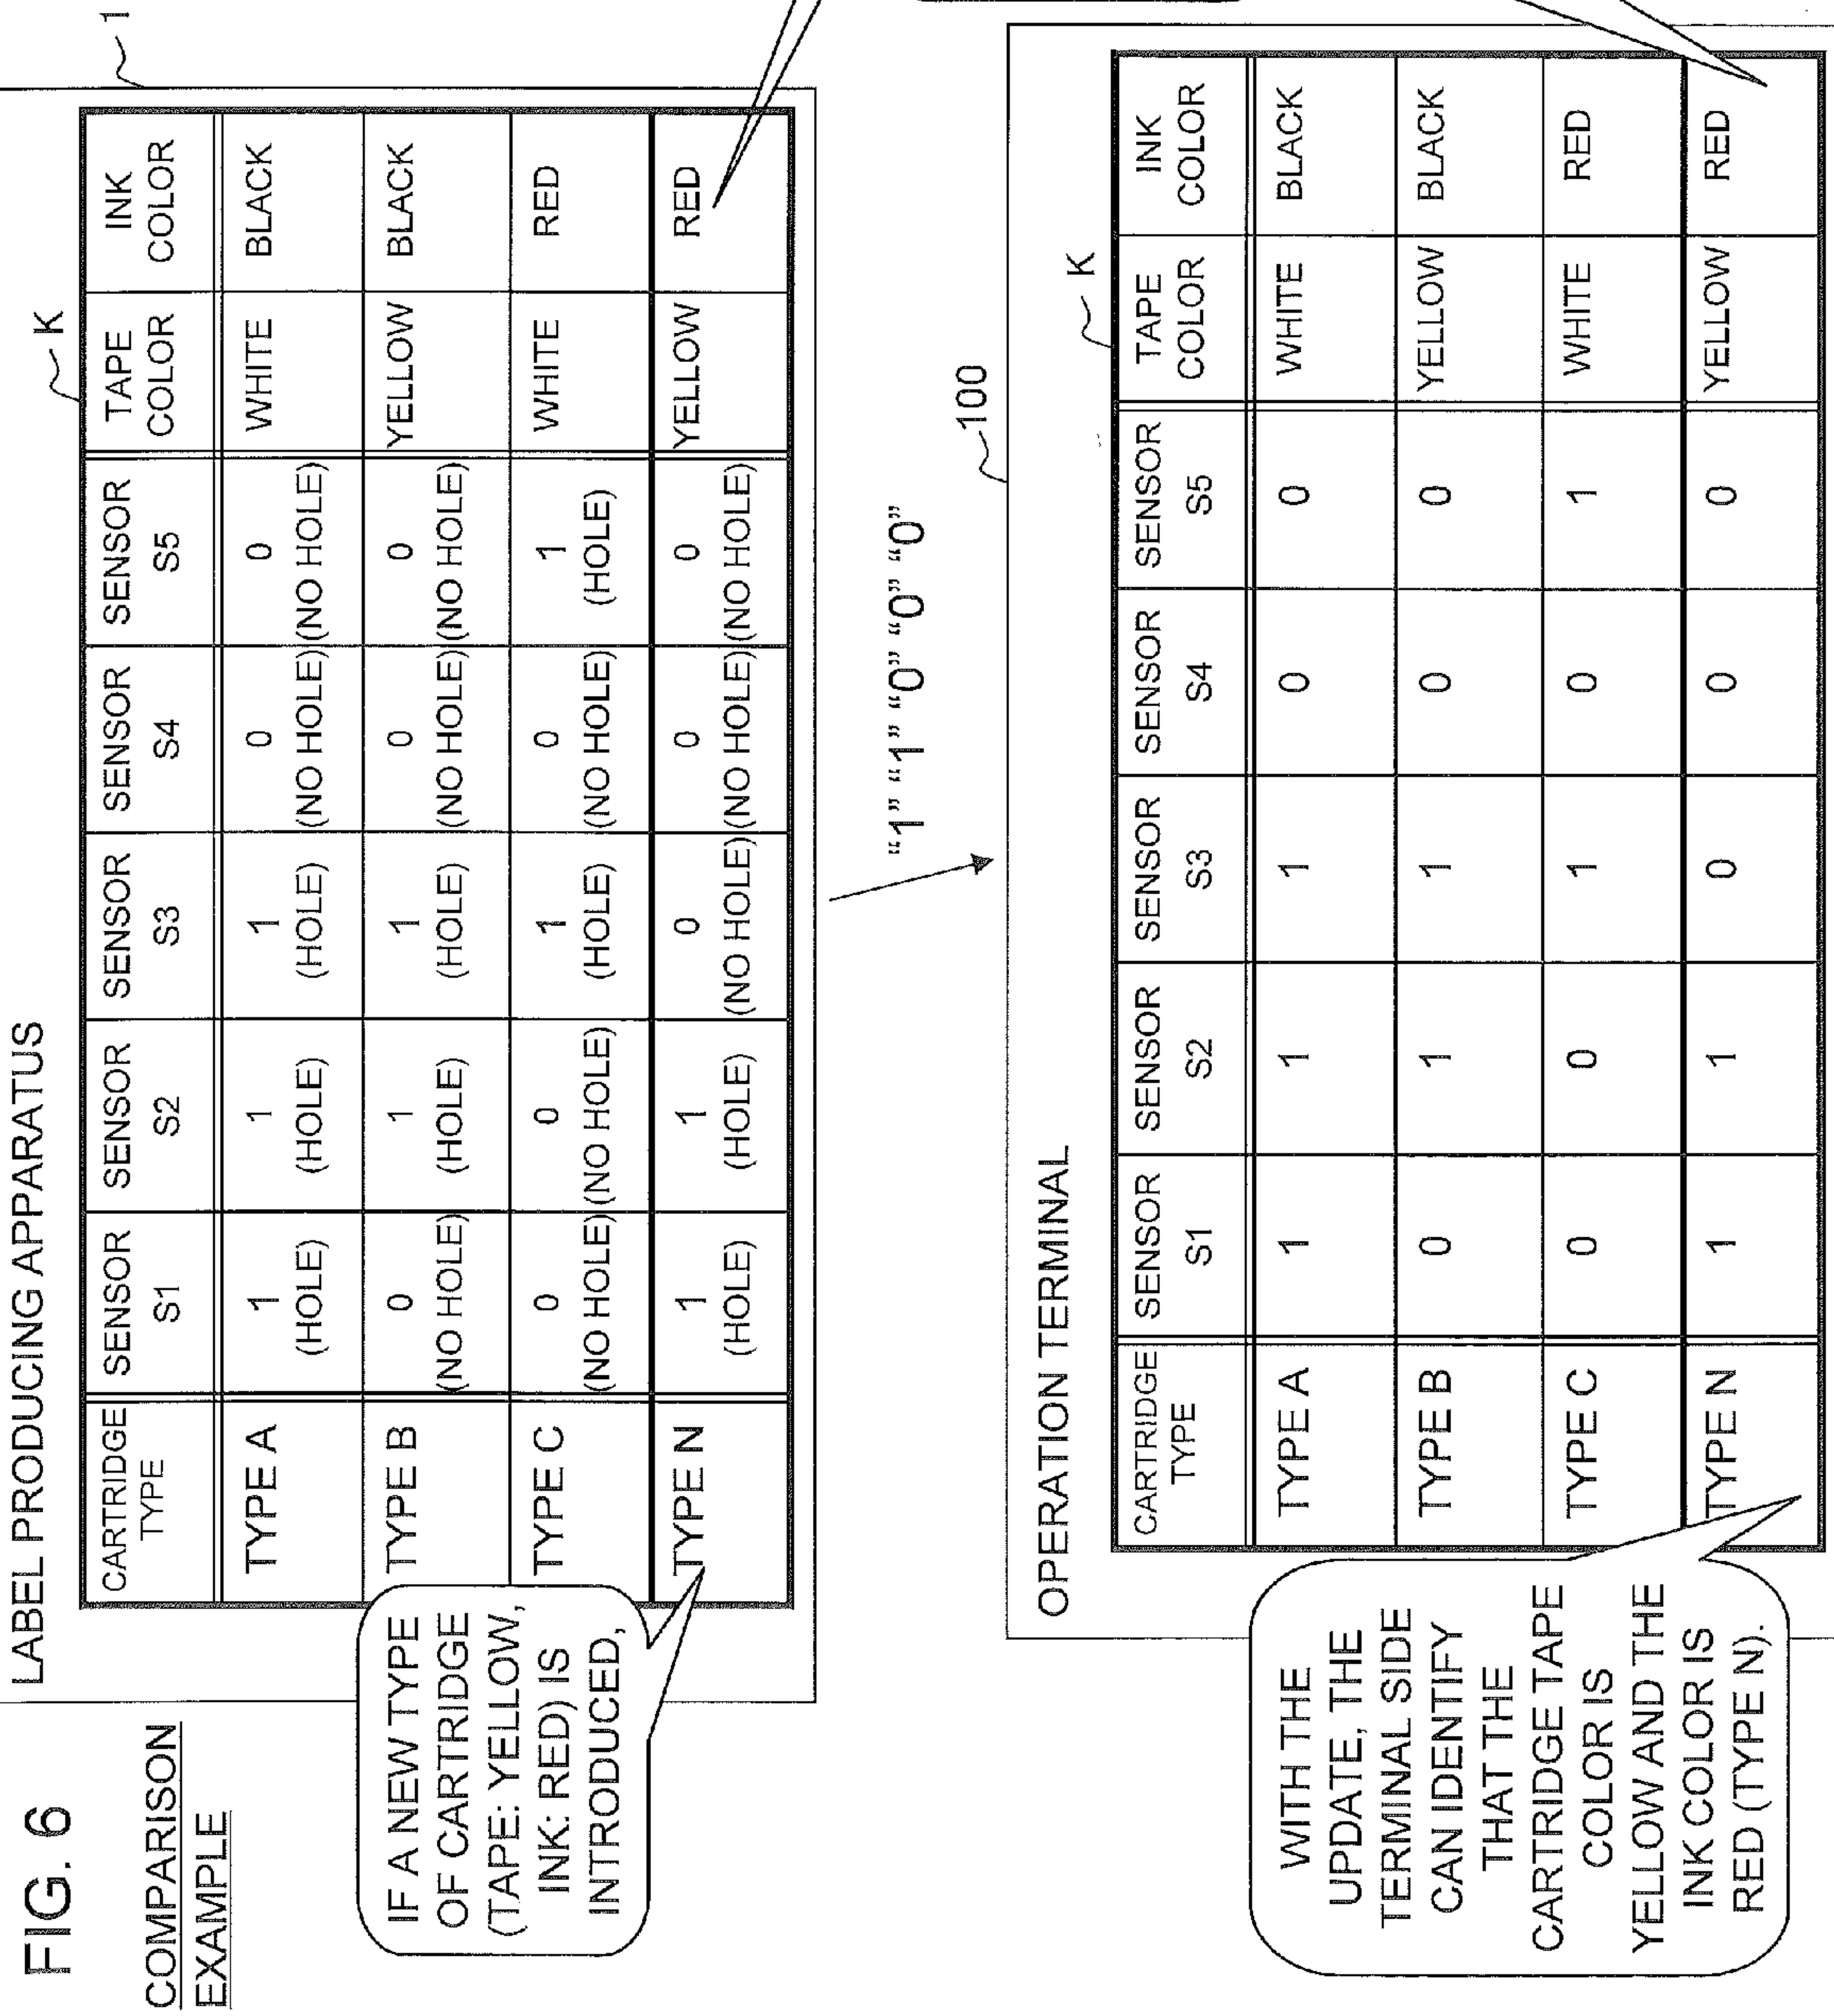 FIG. 6
COMPARISON
EXAMPLE
LABEL PRODUCING APPARATUS
1
K
CARTRIDGE TYPE SENSOR S1 SENSOR S2 SENSOR S3 SENSOR S4 SENSOR S5 TAPE COLOR INK COLOR
TYPE A 1 (HOLE) 1 (HOLE) 1 (HOLE) 0 (NO HOLE) 0 (NO HOLE) WHITE BLACK
TYPE B 0 (NO HOLE) 1 (HOLE) 1 (HOLE) 0 (NO HOLE) 0 (NO HOLE) YELLOW BLACK
TYPE C 0 (NO HOLE) 0 (NO HOLE) 1 (HOLE) 0 (NO HOLE) 1 (HOLE) WHITE RED
TYPE N 1 (HOLE) 1 (HOLE) 0 (NO HOLE) 0 (NO HOLE) 0 (NO HOLE) YELLOW RED
IF A NEW TYPE
OF CARTRIDGE
(TAPE: YELLOW,
INK: RED) IS
INTRODUCED,
"1" "1" "0" "0" "0"
100
OPERATION TERMINAL
K
CARTRIDGE TYPE SENSOR S1 SENSOR S2 SENSOR S3 SENSOR S4 SENSOR S5 TAPE COLOR INK COLOR
TYPE A 1 1 1 0 0 WHITE BLACK
TYPE B 0 1 1 0 0 YELLOW BLACK
TYPE C 0 0 1 0 1 WHITE RED
TYPE N 1 1 0 0 0 YELLOW RED
WITH THE
UPDATE, THE
TERMINAL SIDE
CAN IDENTIFY
THAT THE
CARTRIDGE TAPE
COLOR IS
YELLOW AND THE
INK COLOR IS
RED (TYPE N).